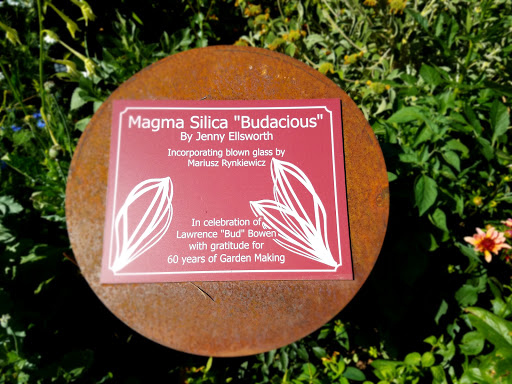 Magma Silica "Budacious"
By Jenny Ellsworth
Incorporating blown glass by
Mariusz Rynkiewicz
In celebration of
Lawrence "Bud" Bowen
with gratitude for
60 years of Garden Making